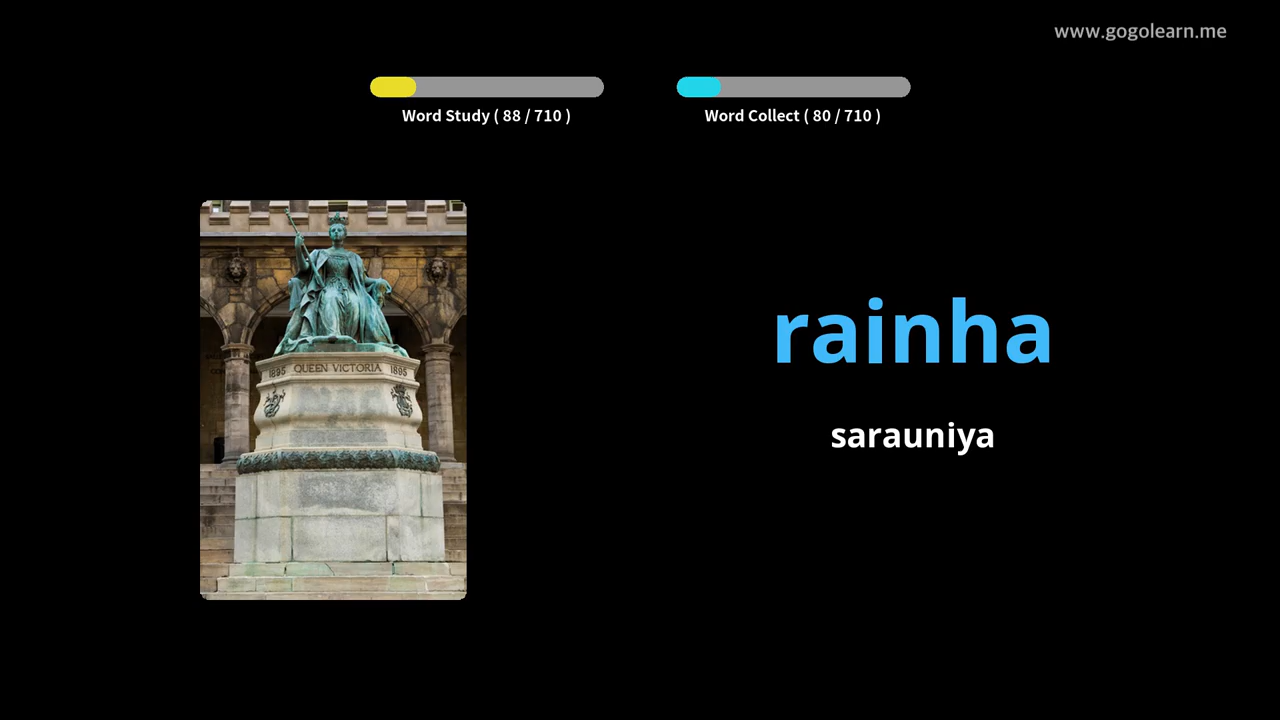 www.gogolearn.me
Word Study ( 88 / 710 )
Word Collect ( 80 / 710 )
1895 QUEEN VICTORIA 1895
rainha
sarauniya